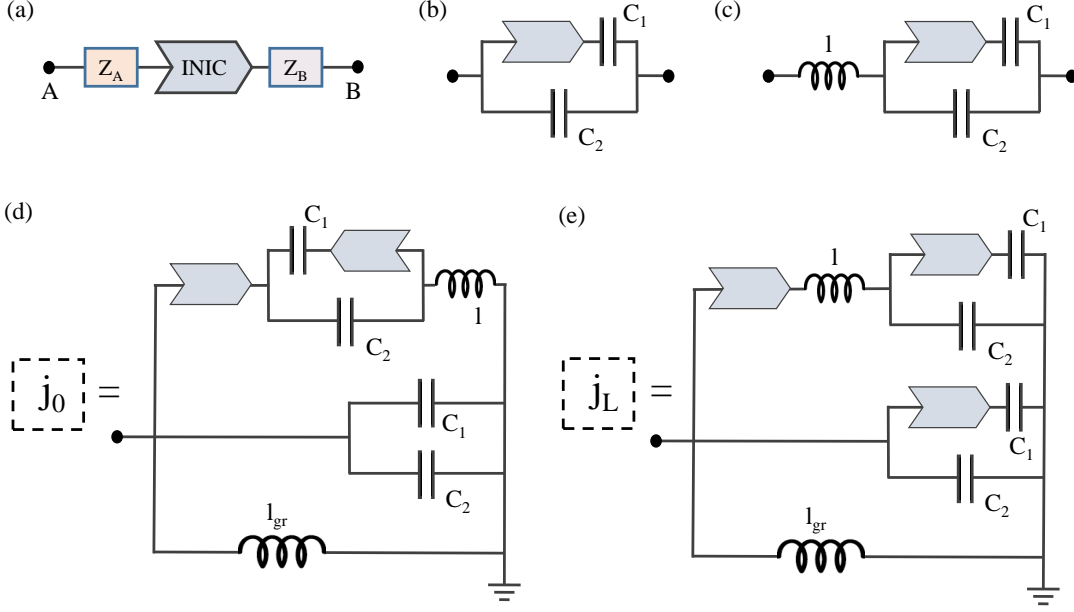 (a)
Z_A
INIC
Z_B
A
B
(b)
C_1
C_2
(c)
l
C_1
C_2
(d)
C_1
C_2
l
j_0 =
C_1
C_2
l_gr
(e)
l
C_1
C_2
j_L =
C_1
C_2
l_gr